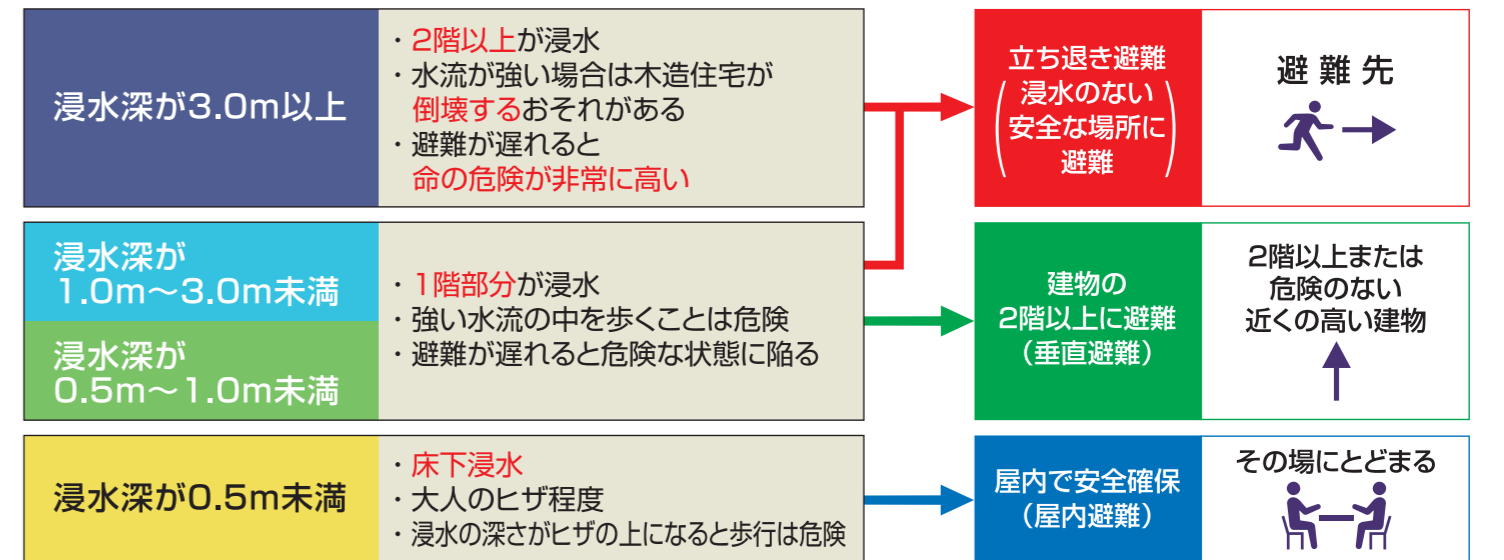 浸水深が3.0m以上
・2階以上が浸水
・水流が強い場合は木造住宅が
倒壊するおそれがある
・避難が遅れると
命の危険が非常に高い
立ち退き避難
(浸水のない
安全な場所に
避難)
避難先
浸水深が
1.0m〜3.0m未満
浸水深が
0.5m〜1.0m未満
・1階部分が浸水
・強い水流の中を歩くことは危険
・避難が遅れると危険な状態に陥る
建物の
2階以上に避難
(垂直避難)
2階以上または
危険のない
近くの高い建物
浸水深が0.5m未満
・床下浸水
・大人のヒザ程度
・浸水の深さがヒザの上になると歩行は危険
屋内で安全確保
(屋内避難)
その場にとどまる